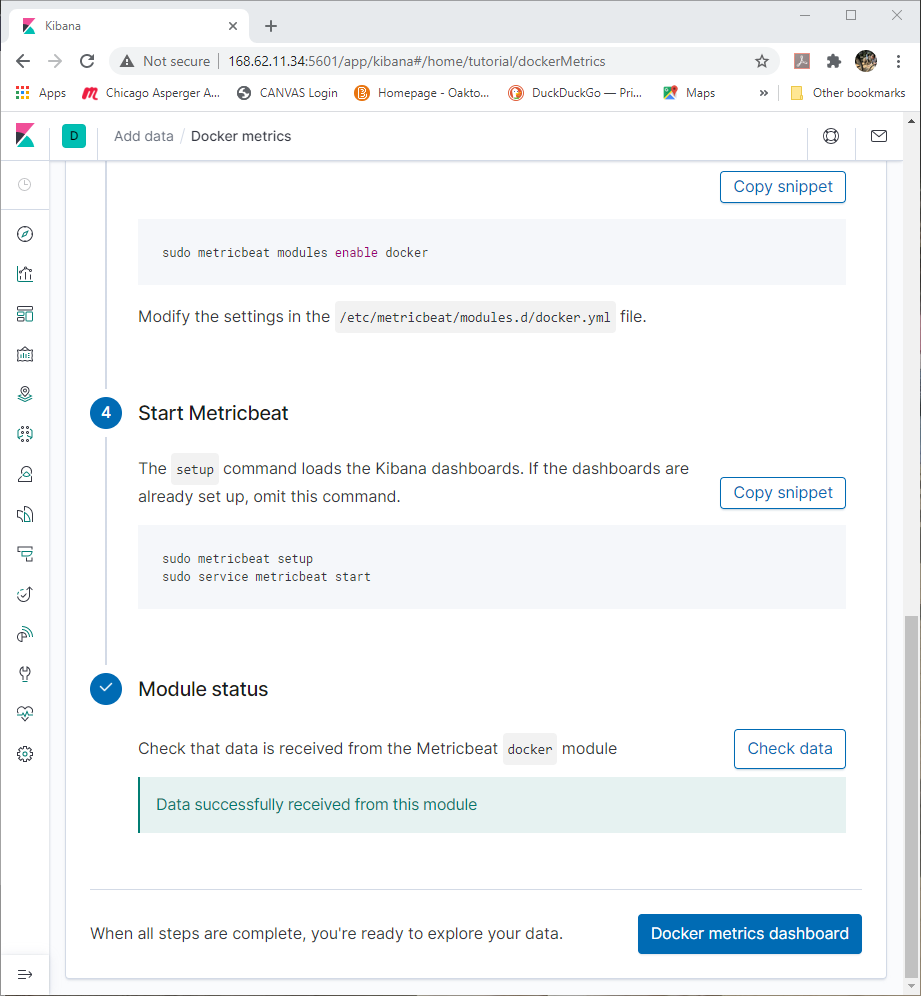 Kibana
Not secure 168.62.11.34:5601/app/kibana#/home/tutorial/dockerMetrics
Apps Chicago Asperger A... CANVAS Login Homepage - Oakto... DuckDuckGo — Pri... Maps » Other bookmarks
D Add data / Docker metrics
Copy snippet
sudo metricbeat modules enable docker
Modify the settings in the /etc/metricbeat/modules.d/docker.yml file.
4 Start Metricbeat
The setup command loads the Kibana dashboards. If the dashboards are
already set up, omit this command.
Copy snippet
sudo metricbeat setup
sudo service metricbeat start
Module status
Check that data is received from the Metricbeat docker module
Check data
Data successfully received from this module
When all steps are complete, you're ready to explore your data.
Docker metrics dashboard